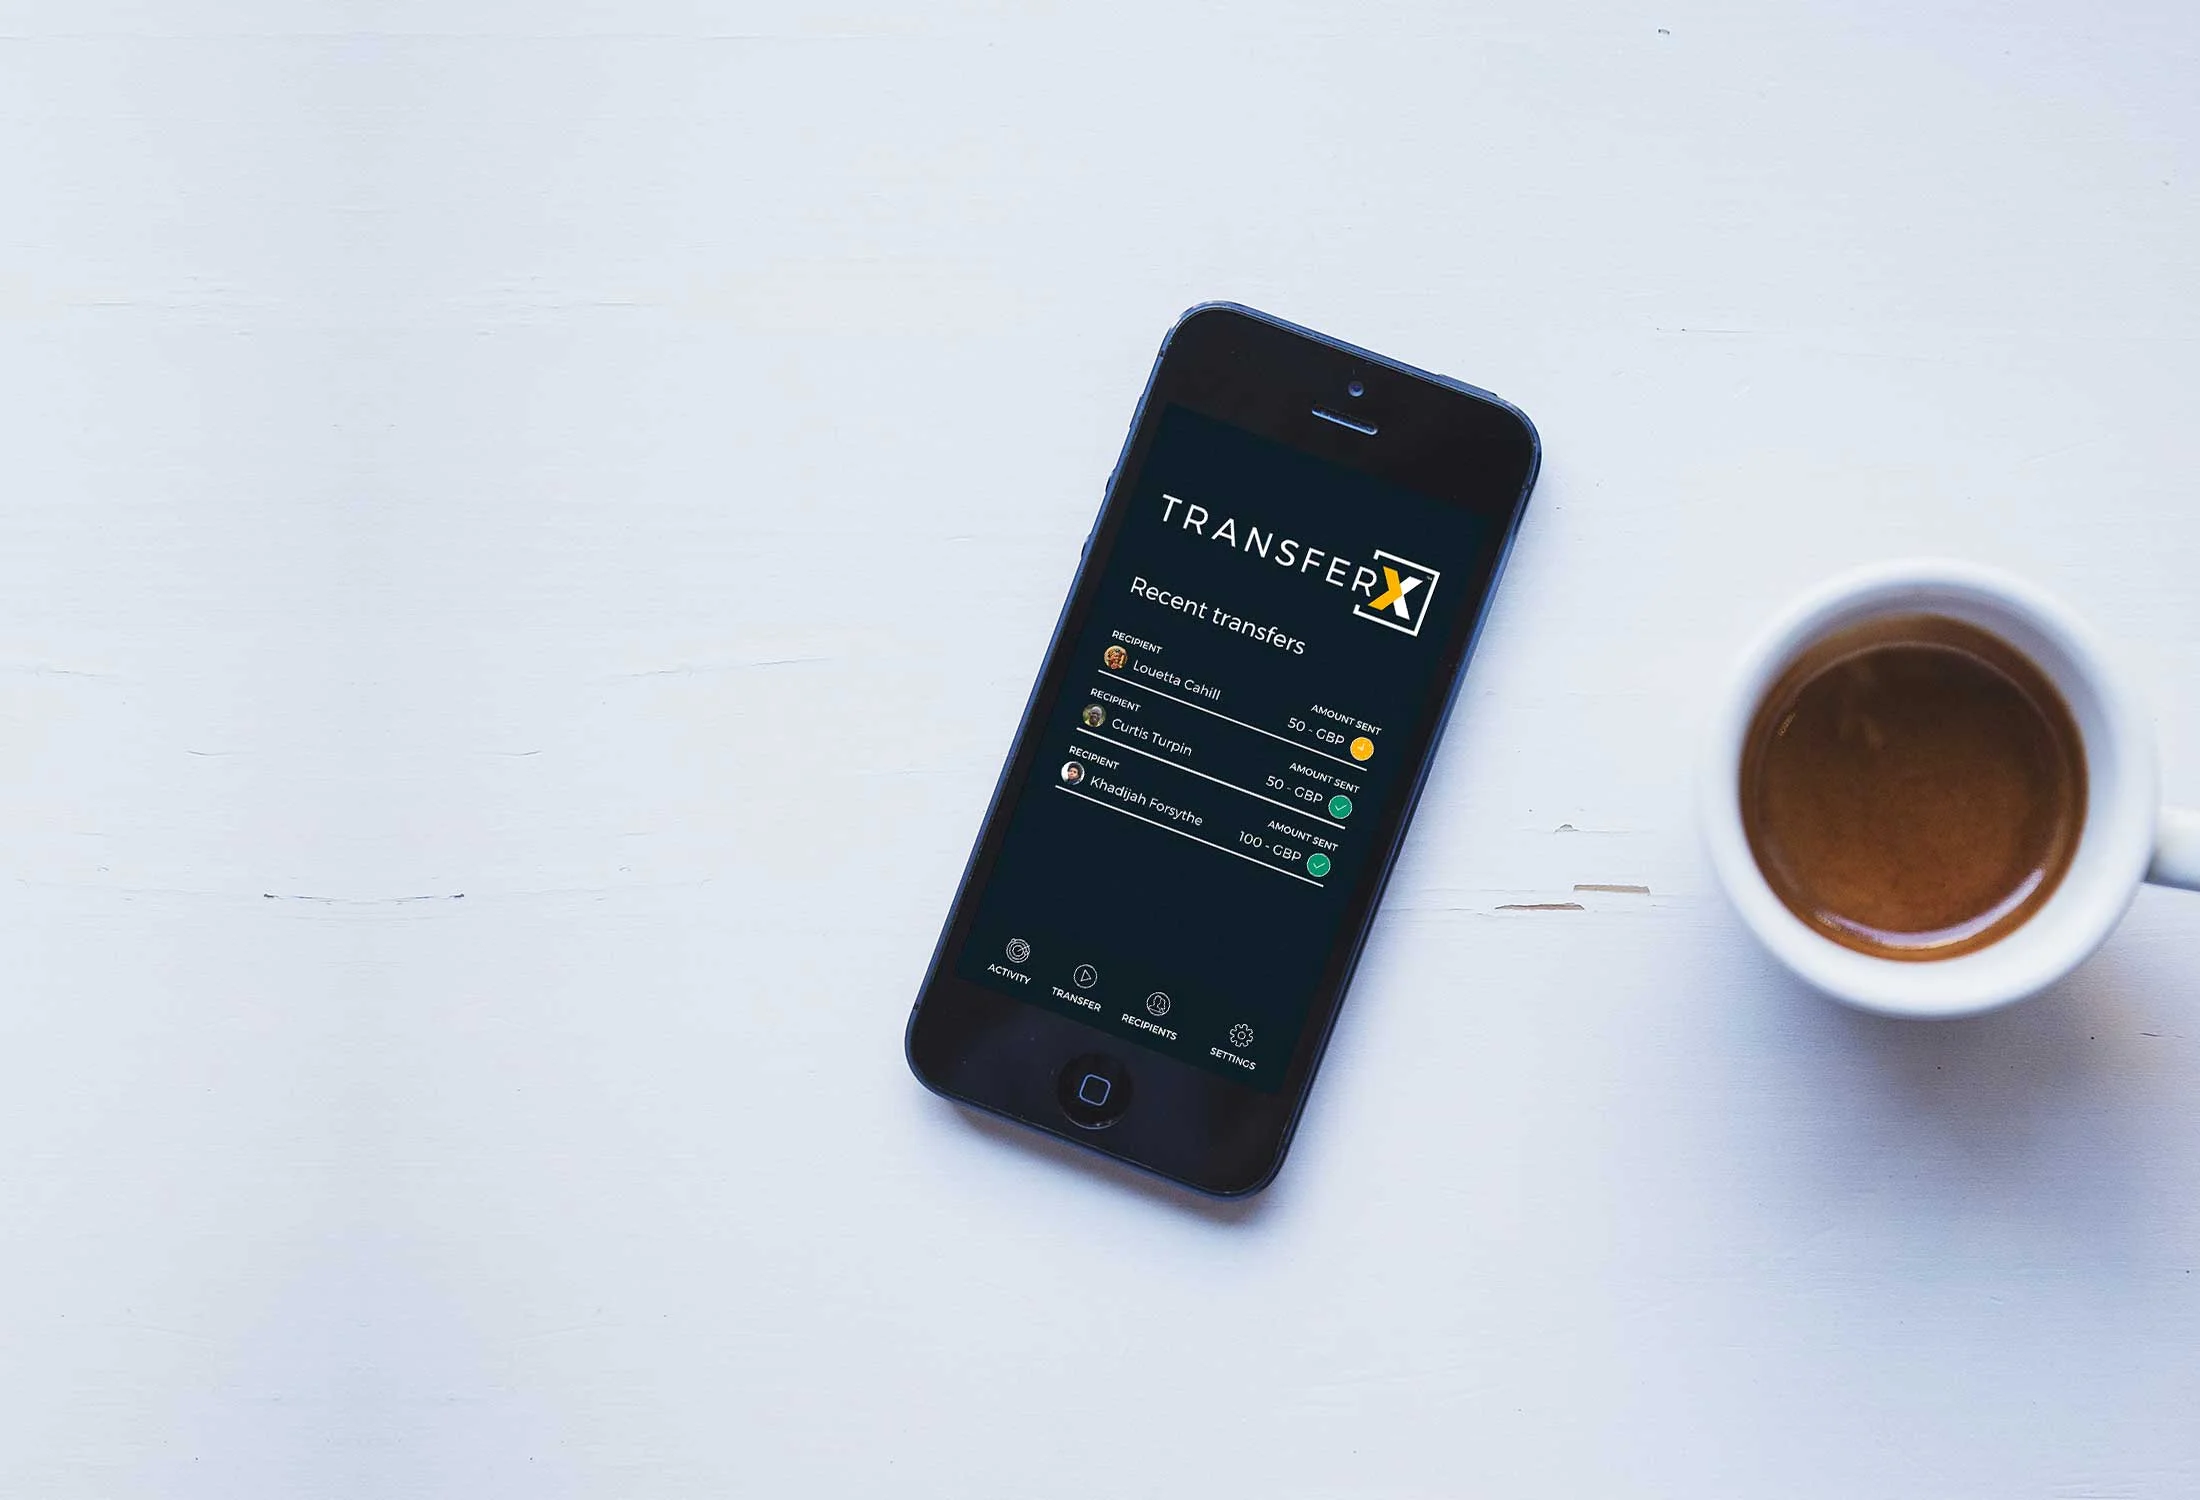 TRANSFERX
Recent transfers
RECIPIENT
Louetta Cahill
AMOUNT SENT
50 - GBP
RECIPIENT
Curtis Turpin
AMOUNT SENT
50 - GBP
RECIPIENT
Khadijah Forsythe
AMOUNT SENT
100 - GBP
ACTIVITY
TRANSFER
RECIPIENTS
SETTINGS